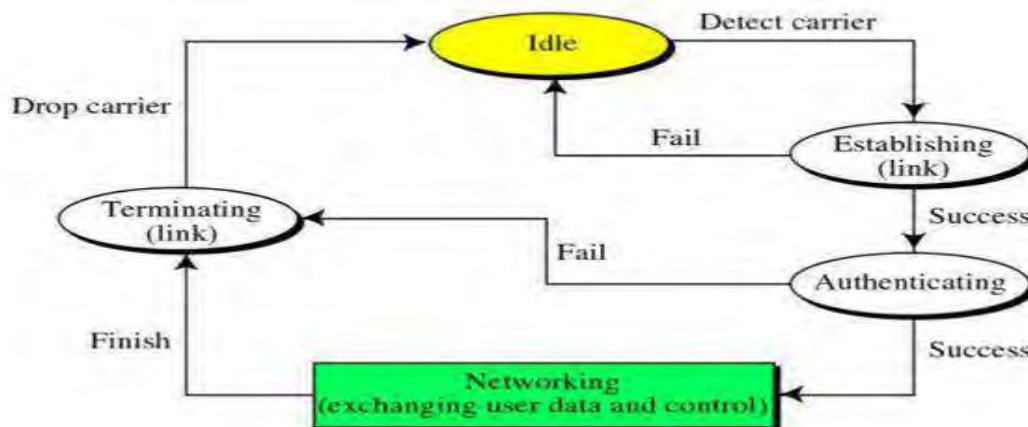 Idle
Detect carrier
Drop carrier
Fail
Establishing
(link)
Terminating
(link)
Success
Fail
Authenticating
Finish
Success
Networking
(exchanging user data and control)